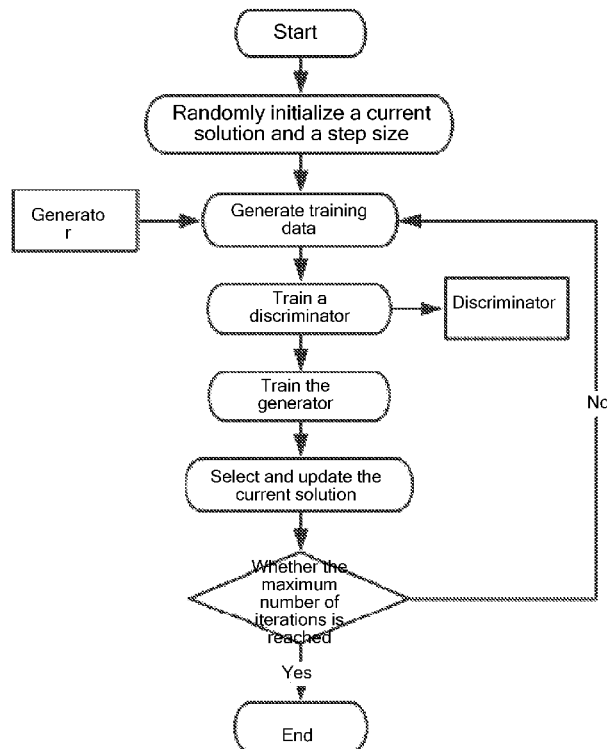 Start
Randomly initialize a current
solution and a step size
Generato
r
Generate training
data
Train a
discriminator
Discriminator
Train the
generator
No
Select and update the
current solution
Whether the
maximum
number of
iterations is
reached
Yes
End